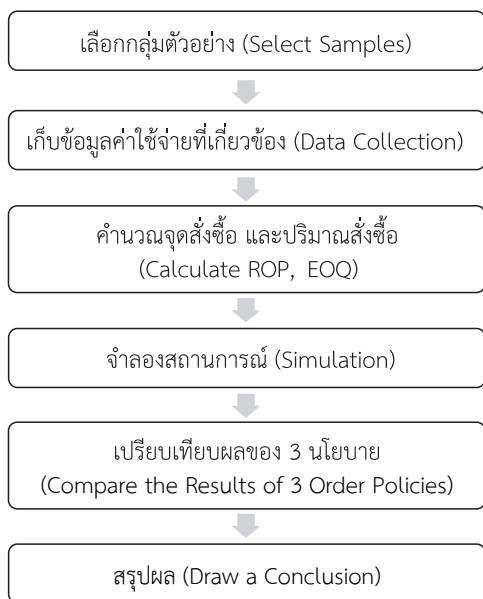 เลือกกลุ่มตัวอย่าง (Select Samples)
เก็บข้อมูลค่าใช้จ่ายที่เกี่ยวข้อง (Data Collection)
คำนวณจุดสั่งซื้อ และปริมาณสั่งซื้อ
(Calculate ROP, EOQ)
จำลองสถานการณ์ (Simulation)
เปรียบเทียบผลของ 3 นโยบาย
(Compare the Results of 3 Order Policies)
สรุปผล (Draw a Conclusion)